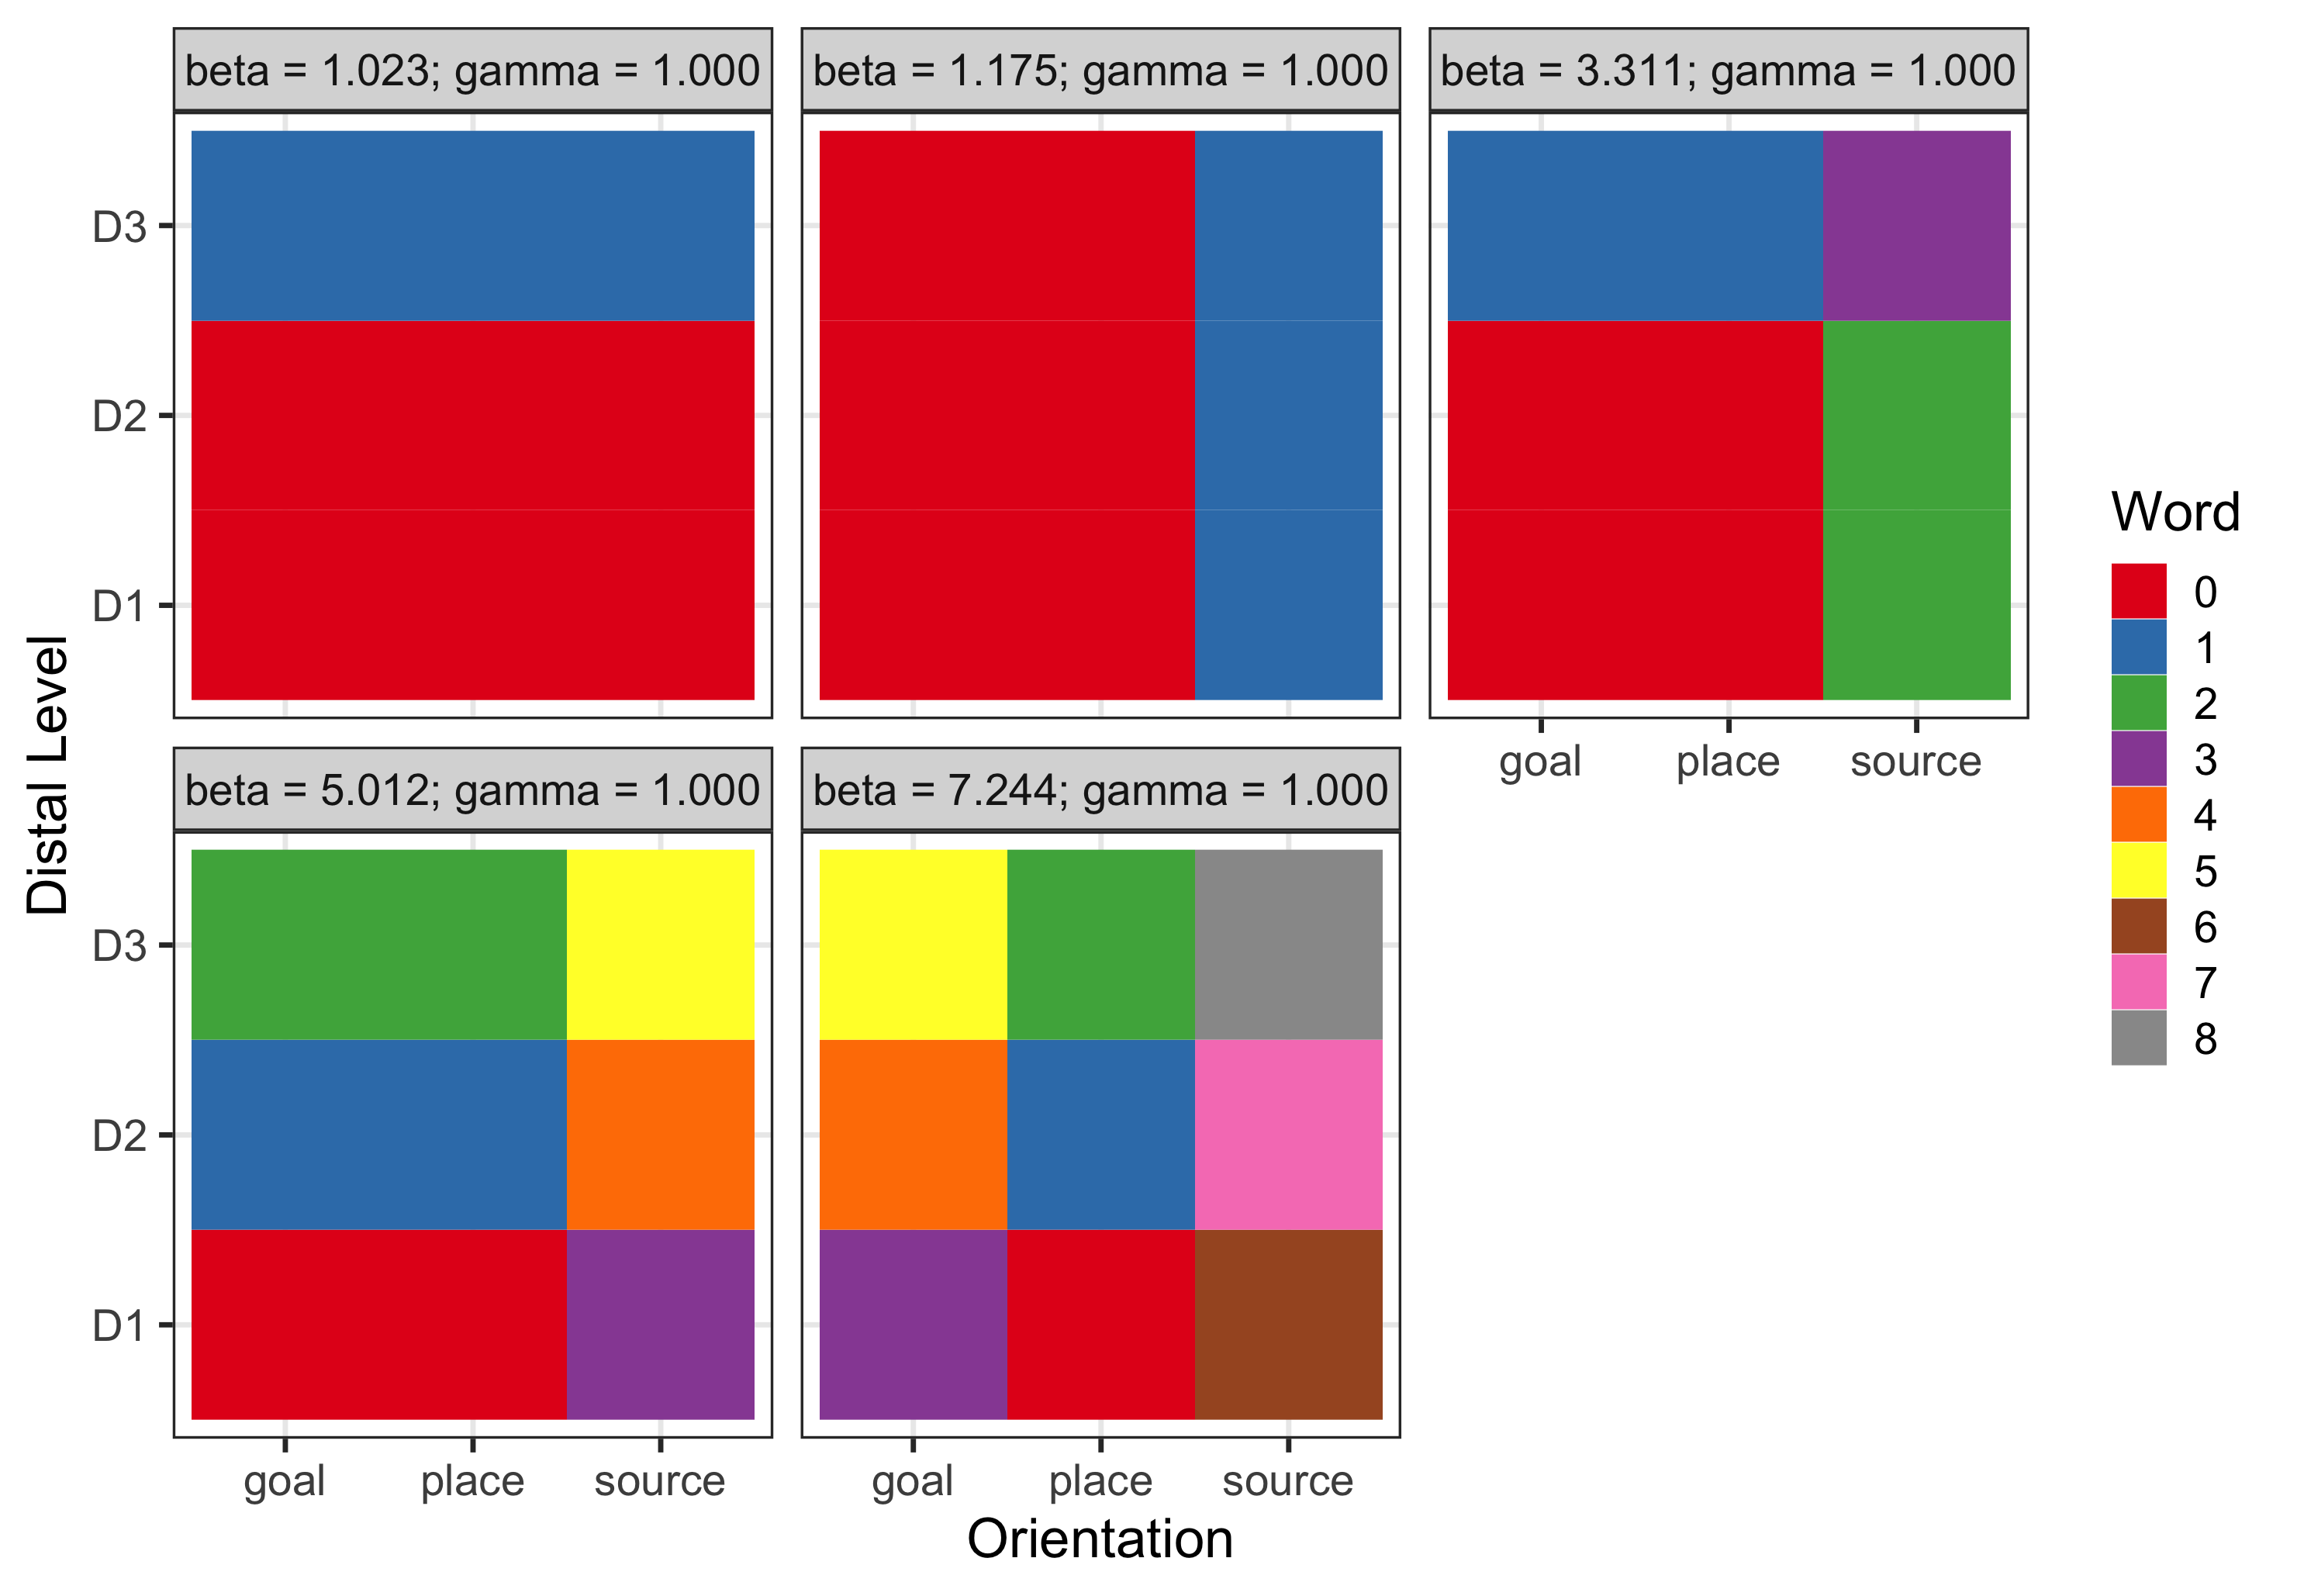 beta = 1.023; gamma = 1.000
beta = 1.175; gamma = 1.000
beta = 3.311; gamma = 1.000
D3
D2
D1
goal
place
source
beta = 5.012; gamma = 1.000
beta = 7.244; gamma = 1.000
D3
D2
D1
goal
place
source
goal
place
source
Orientation
Distal Level
Word
0
1
2
3
4
5
6
7
8